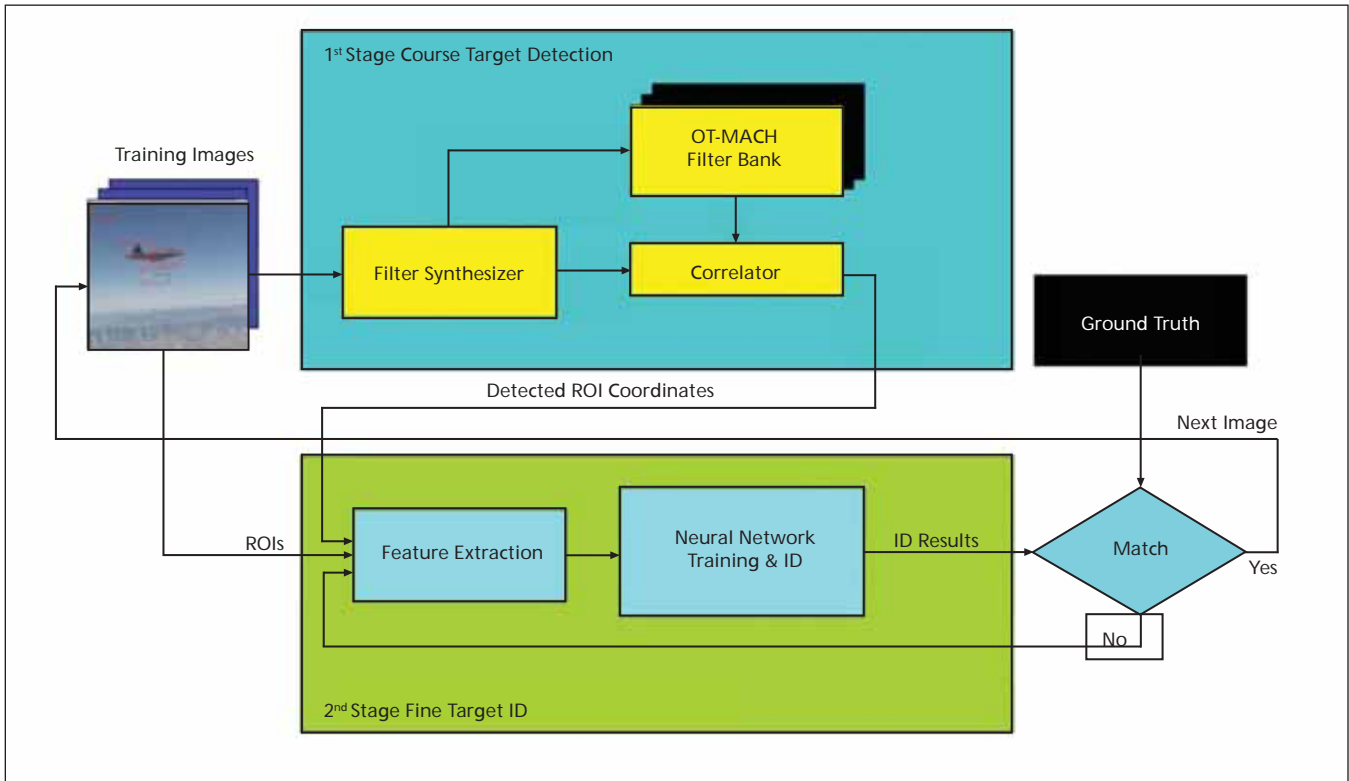 1st Stage Course Target Detection
OT-MACH
Filter Bank
Training Images
Filter Synthesizer
Correlator
Ground Truth
Detected ROI Coordinates
Next Image
ROIs
Feature Extraction
Neural Network
Training & ID
ID Results
Match
Yes
No
2nd Stage Fine Target ID